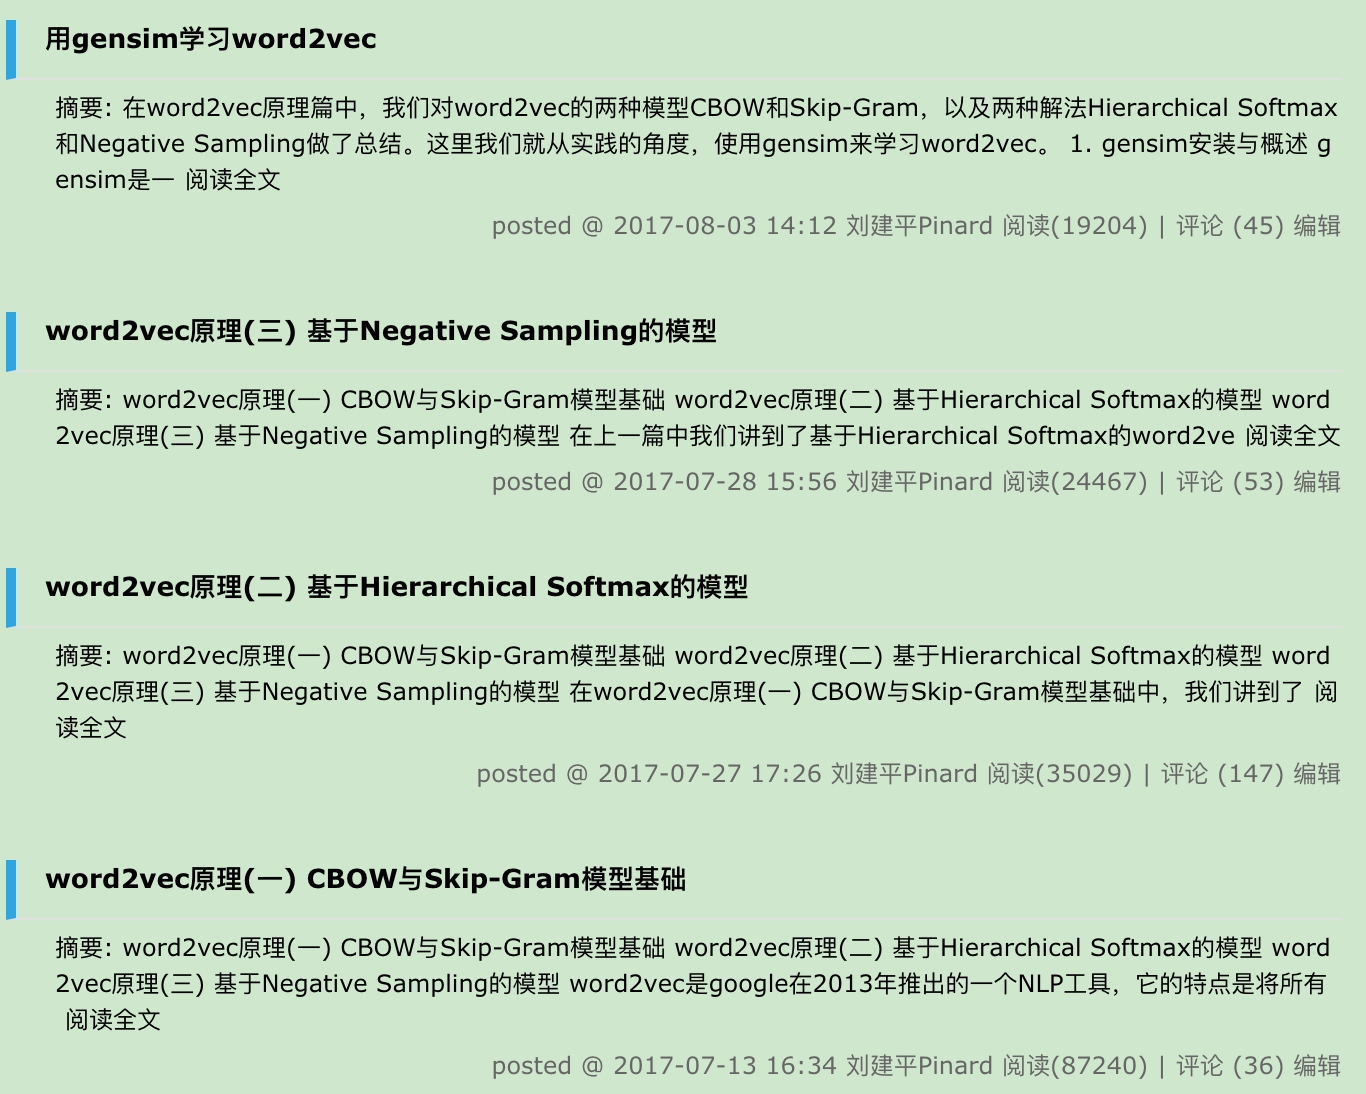 用gensim学习word2vec
摘要: 在word2vec原理篇中，我们对word2vec的两种模型CBOW和Skip-Gram，以及两种解法Hierarchical Softmax
和Negative Sampling做了总结。这里我们就从实践的角度，使用gensim来学习word2vec。 1. gensim安装与概述 g
ensim是一 阅读全文
posted @ 2017-08-03 14:12 刘建平Pinard 阅读(19204) | 评论 (45) 编辑
word2vec原理(三) 基于Negative Sampling的模型
摘要: word2vec原理(一) CBOW与Skip-Gram模型基础 word2vec原理(二) 基于Hierarchical Softmax的模型 word
2vec原理(三) 基于Negative Sampling的模型 在上一篇中我们讲到了基于Hierarchical Softmax的word2ve 阅读全文
posted @ 2017-07-28 15:56 刘建平Pinard 阅读(24467) | 评论 (53) 编辑
word2vec原理(二) 基于Hierarchical Softmax的模型
摘要: word2vec原理(一) CBOW与Skip-Gram模型基础 word2vec原理(二) 基于Hierarchical Softmax的模型 word
2vec原理(三) 基于Negative Sampling的模型 在word2vec原理(一) CBOW与Skip-Gram模型基础中，我们讲到了 阅
读全文
posted @ 2017-07-27 17:26 刘建平Pinard 阅读(35029) | 评论 (147) 编辑
word2vec原理(一) CBOW与Skip-Gram模型基础
摘要: word2vec原理(一) CBOW与Skip-Gram模型基础 word2vec原理(二) 基于Hierarchical Softmax的模型 word
2vec原理(三) 基于Negative Sampling的模型 word2vec是google在2013年推出的一个NLP工具，它的特点是将所有
阅读全文
posted @ 2017-07-13 16:34 刘建平Pinard 阅读(87240) | 评论 (36) 编辑